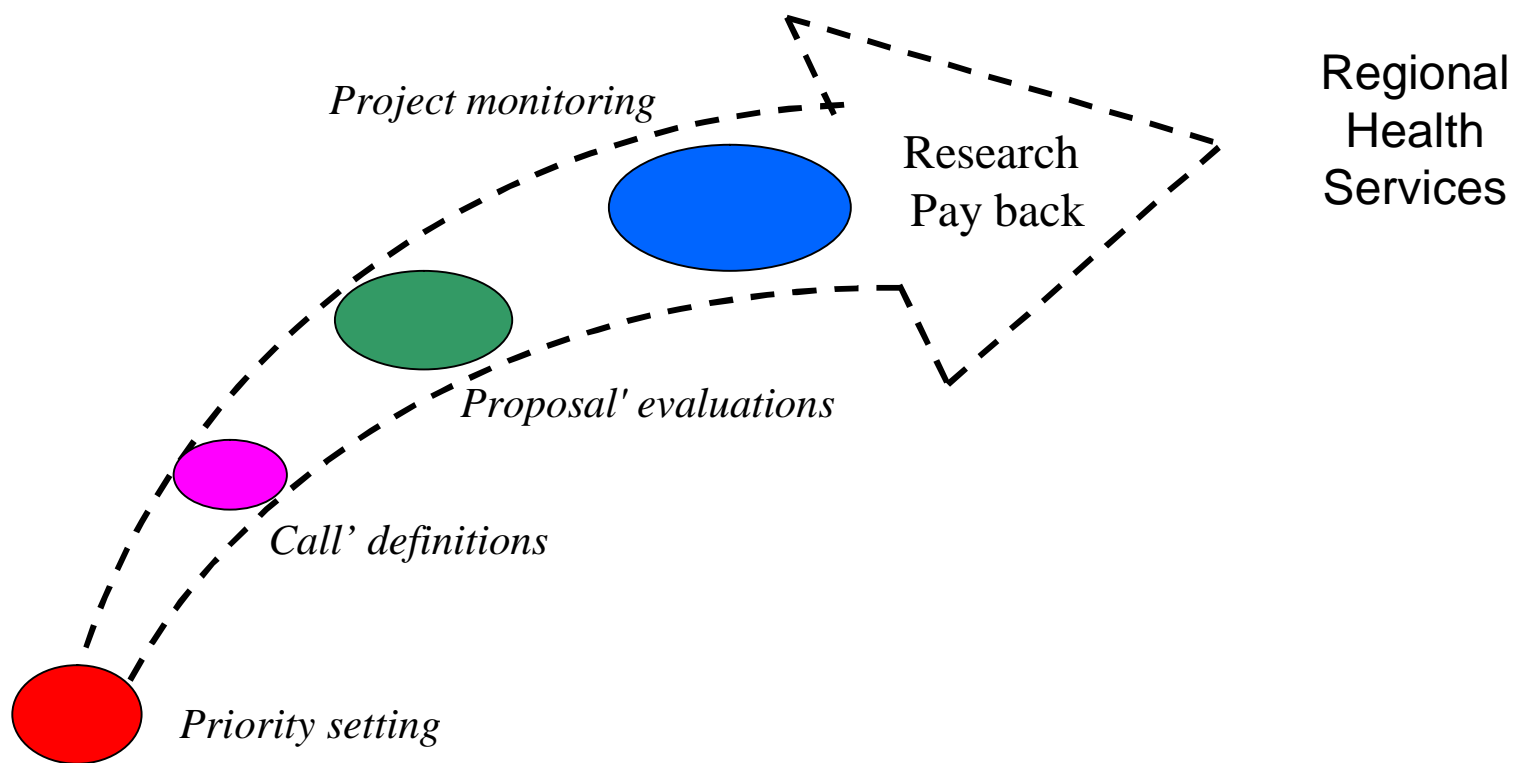 Project monitoring
Regional
Health
Services
Research
Pay back
Proposal' evaluations
Call’ definitions
Priority setting